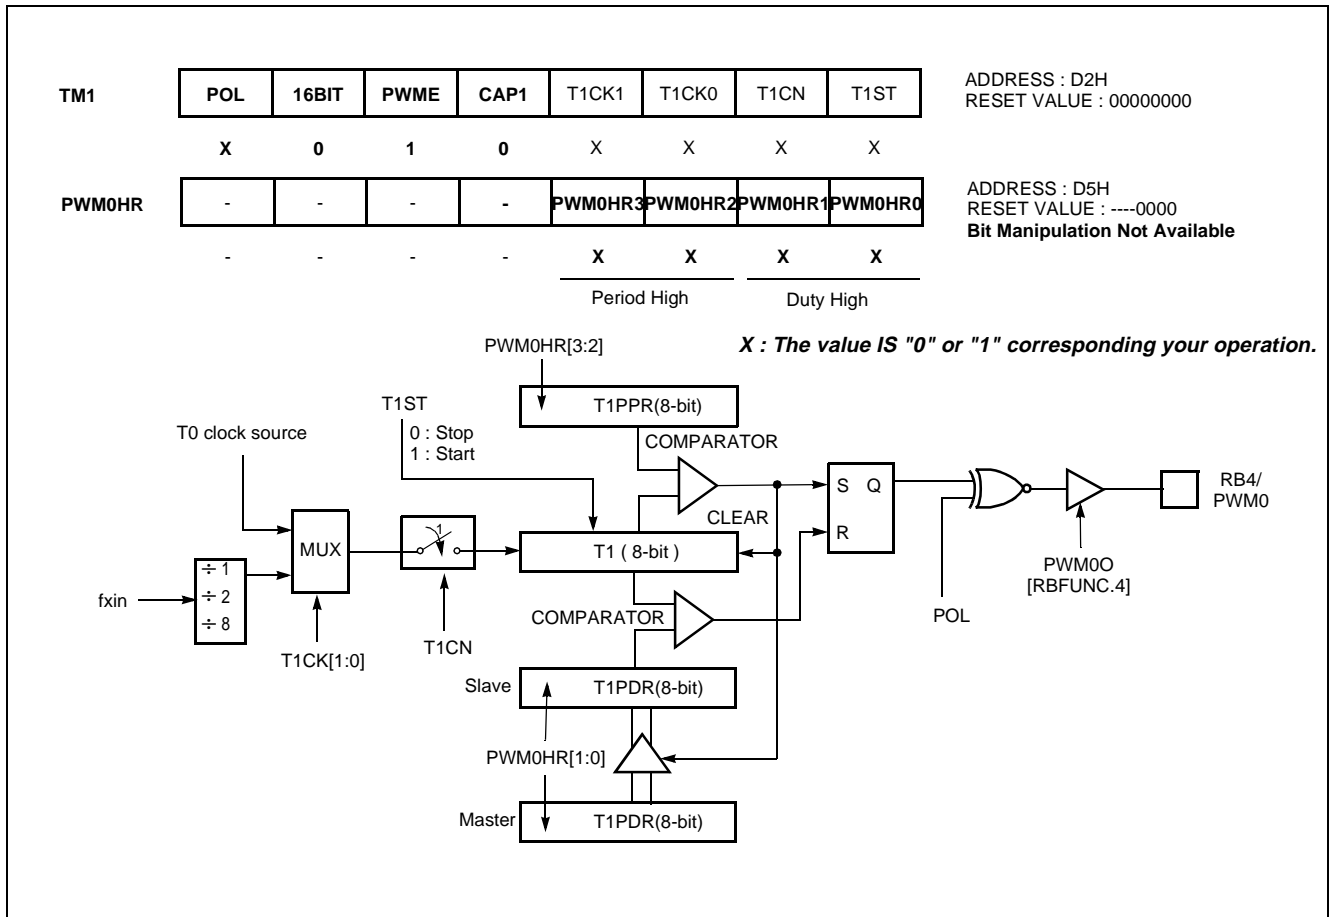 TM1 POL 16BIT PWME CAP1 T1CK1 T1CK0 T1CN T1ST
ADDRESS : D2H
RESET VALUE : 00000000
X 0 1 0 X X X X
PWM0HR - - - - PWM0HR3 PWM0HR2 PWM0HR1 PWM0HR0
ADDRESS : D5H
RESET VALUE : ----0000
Bit Manipulation Not Available
- - - - X X X X
Period High Duty High
X : The value IS "0" or "1" corresponding your operation.
PWM0HR[3:2]
T1PPR(8-bit)
T1ST
0 : Stop
1 : Start
T0 clock source
COMPARATOR
CLEAR
S Q
R
RB4/
PWM0
MUX
1
T1 ( 8-bit )
÷ 1
÷ 2
÷ 8
fxin
T1CK[1:0]
T1CN
COMPARATOR
POL
PWM0O
[RBFUNC.4]
Slave T1PDR(8-bit)
PWM0HR[1:0]
Master T1PDR(8-bit)